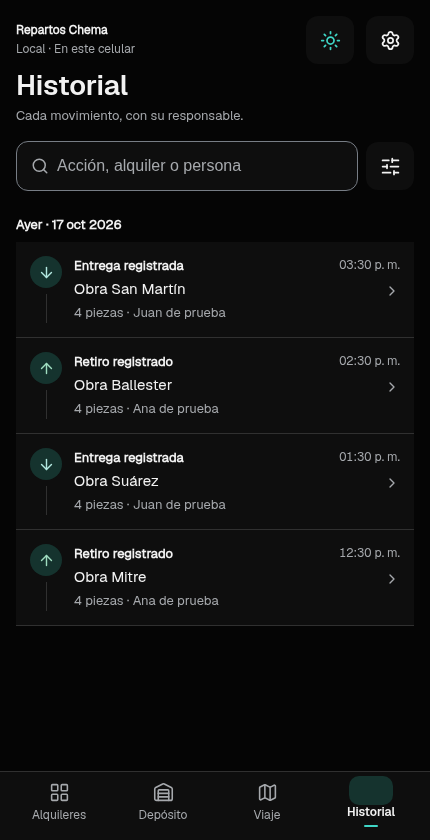 Repartos Chema
Local · En este celular
Historial
Cada movimiento, con su responsable.
Acción, alquiler o persona
Ayer · 17 oct 2026
Entrega registrada 03:30 p. m.
Obra San Martín
4 piezas · Juan de prueba
Retiro registrado 02:30 p. m.
Obra Ballester
4 piezas · Ana de prueba
Entrega registrada 01:30 p. m.
Obra Suárez
4 piezas · Juan de prueba
Retiro registrado 12:30 p. m.
Obra Mitre
4 piezas · Ana de prueba
Alquileres Depósito Viaje Historial